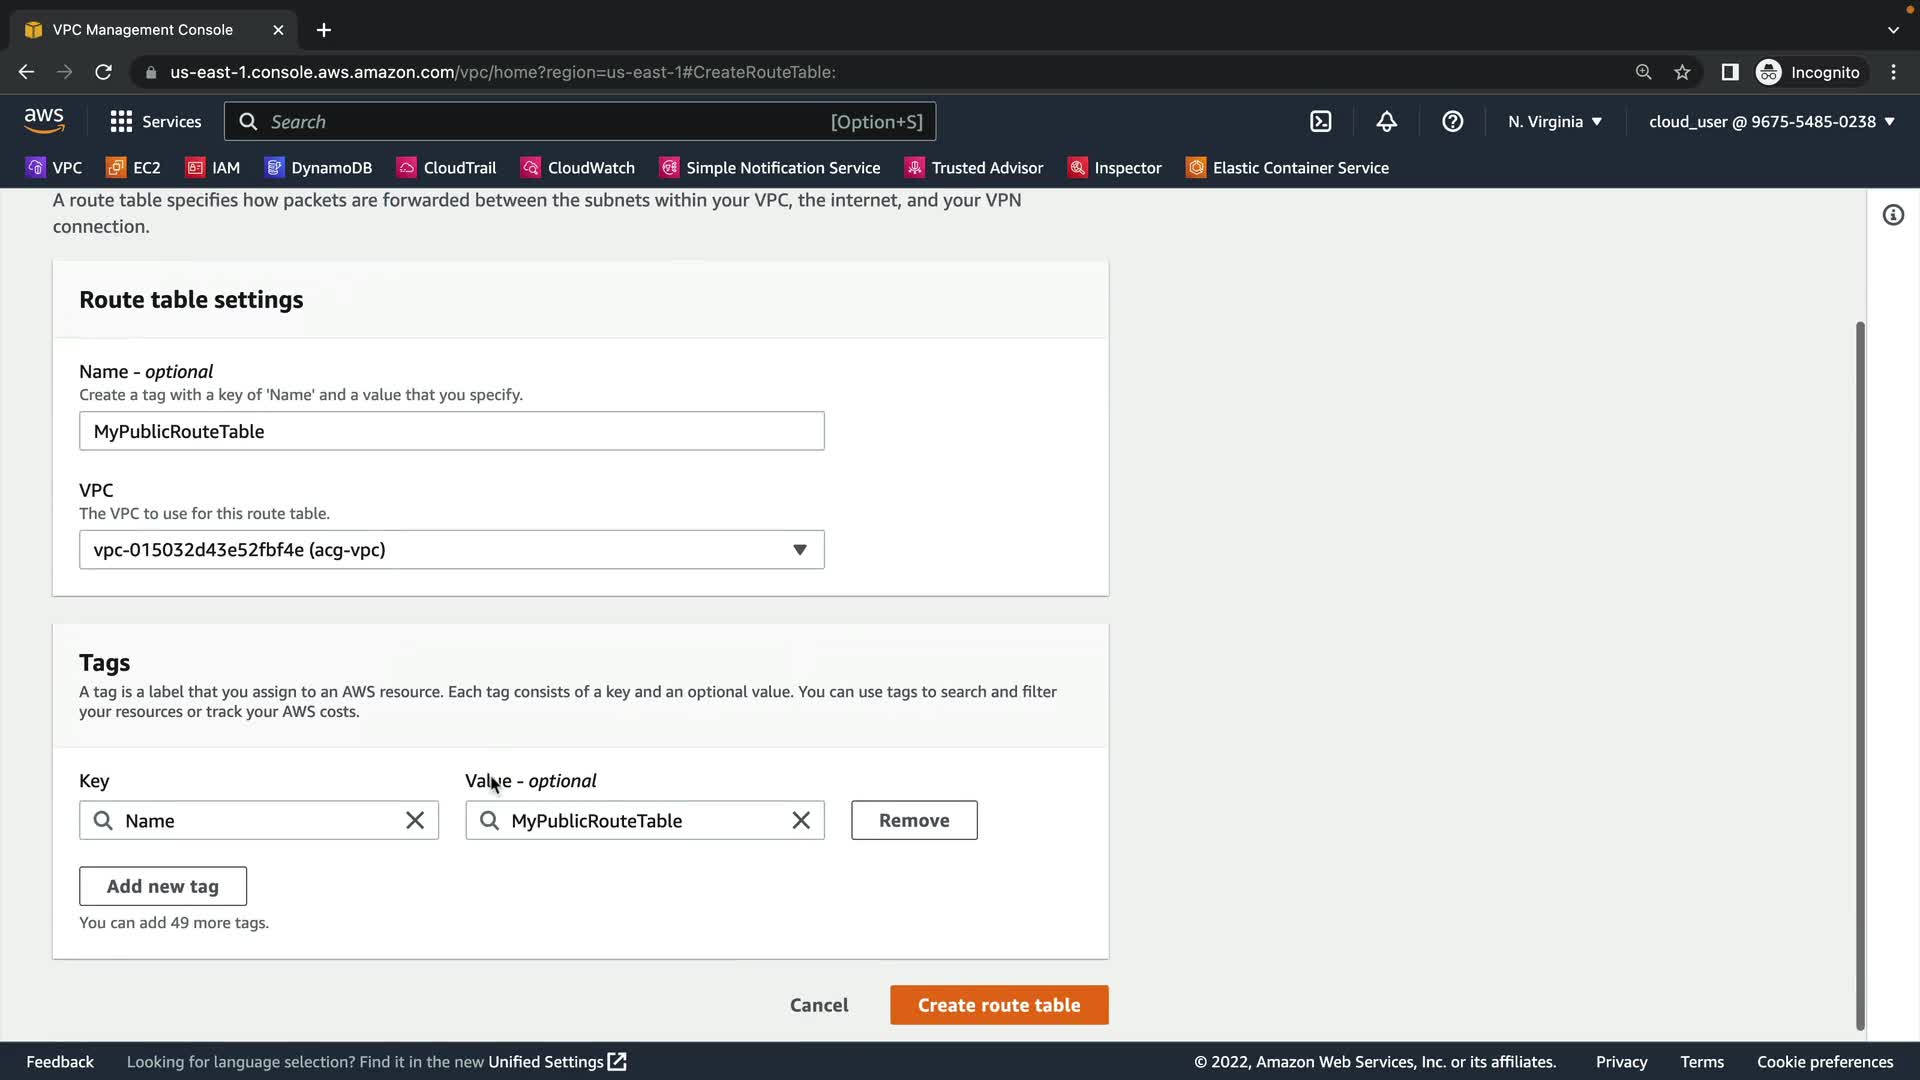 VPC Management Console
us-east-1.console.aws.amazon.com/vpc/home?region=us-east-1#CreateRouteTable:
Incognito
aws
Services
Search
[Option+S]
N. Virginia
cloud_user @ 9675-5485-0238
VPC
EC2
IAM
DynamoDB
CloudTrail
CloudWatch
Simple Notification Service
Trusted Advisor
Inspector
Elastic Container Service
A route table specifies how packets are forwarded between the subnets within your VPC, the internet, and your VPN
connection.
Route table settings
Name - optional
Create a tag with a key of 'Name' and a value that you specify.
MyPublicRouteTable
VPC
The VPC to use for this route table.
vpc-015032d43e52fbf4e (acg-vpc)
Tags
A tag is a label that you assign to an AWS resource. Each tag consists of a key and an optional value. You can use tags to search and filter
your resources or track your AWS costs.
Key
Value - optional
Name
MyPublicRouteTable
Remove
Add new tag
You can add 49 more tags.
Cancel
Create route table
Feedback
Looking for language selection? Find it in the new Unified Settings
© 2022, Amazon Web Services, Inc. or its affiliates.
Privacy
Terms
Cookie preferences